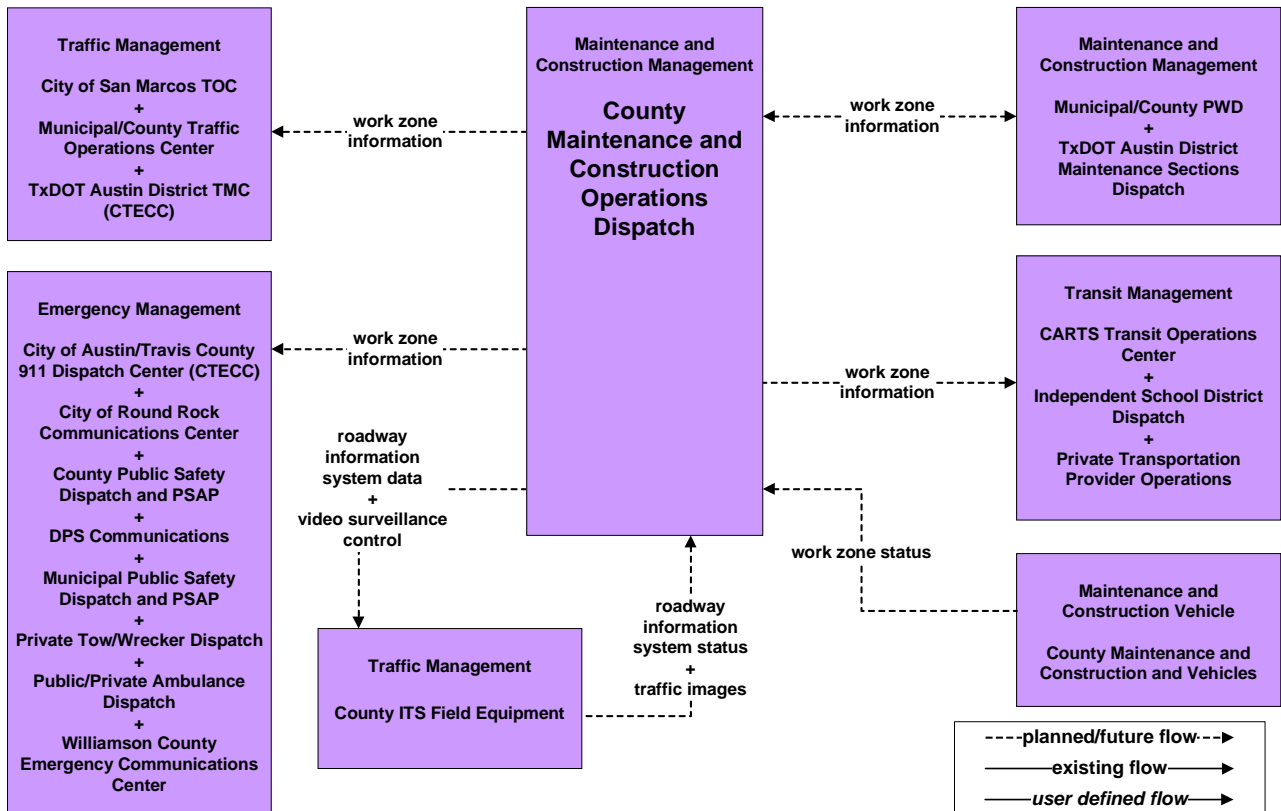 Traffic Management
City of San Marcos TOC
+
Municipal/County Traffic
Operations Center
+
TxDOT Austin District TMC
(CTECC)
work zone
information
Maintenance and
Construction Management
County
Maintenance and
Construction
Operations
Dispatch
work zone
information
Maintenance and
Construction Management
Municipal/County PWD
+
TxDOT Austin District
Maintenance Sections
Dispatch
Emergency Management
City of Austin/Travis County
911 Dispatch Center (CTECC)
+
City of Round Rock
Communications Center
+
County Public Safety
Dispatch and PSAP
+
DPS Communications
+
Municipal Public Safety
Dispatch and PSAP
+
Private Tow/Wrecker Dispatch
+
Public/Private Ambulance
Dispatch
+
Williamson County
Emergency Communications
Center
work zone
information
work zone
information
Transit Management
CARTS Transit Operations
Center
+
Independent School District
Dispatch
+
Private Transportation
Provider Operations
roadway
information
system data
+
video surveillance
control
Traffic Management
County ITS Field Equipment
roadway
information
system status
+
traffic images
work zone status
Maintenance and
Construction Vehicle
County Maintenance and
Construction and Vehicles
planned/future flow
existing flow
user defined flow